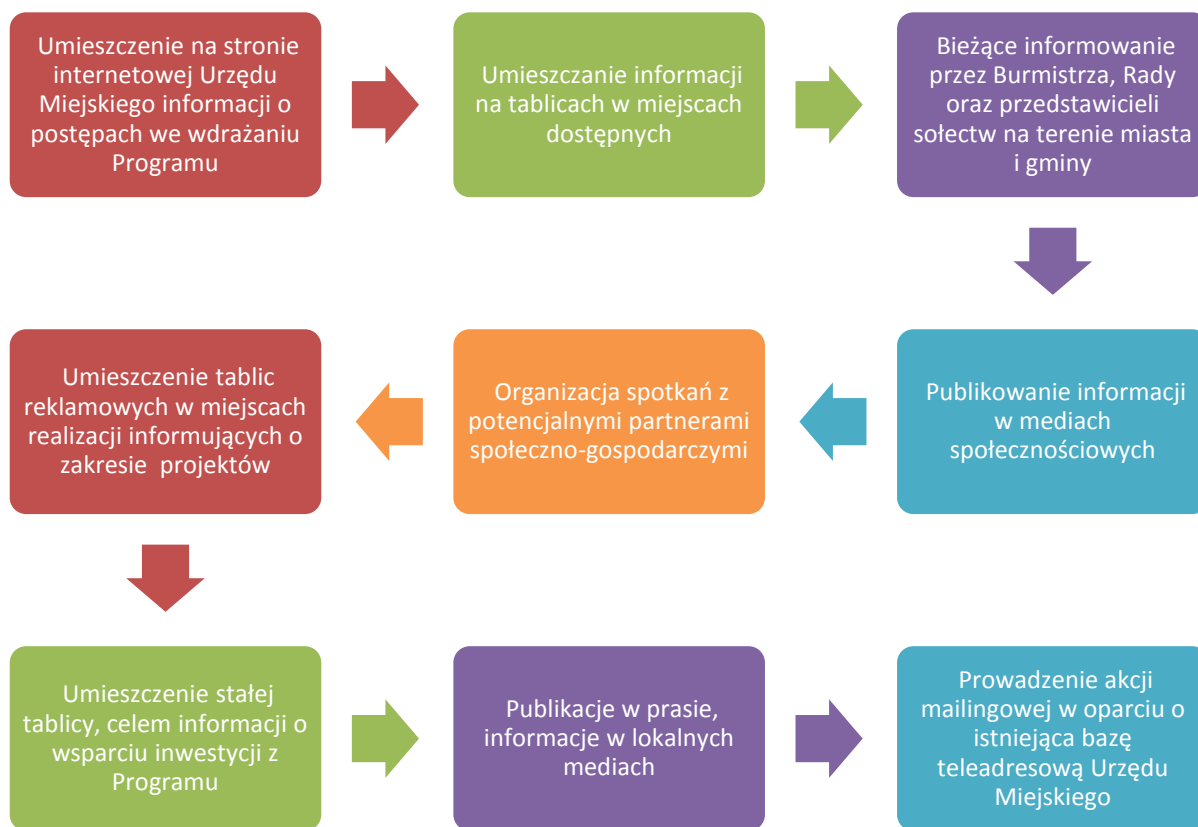 Umieszczenie na stronie
internetowej Urzędu
Miejskiego informacji o
postępach we wdrażaniu
Programu
Umieszczanie informacji
na tablicach w miejscach
dostępnych
Bieżące informowanie
przez Burmistrza, Rady
oraz przedstawicieli
sołectw na terenie miasta
i gminy
Publikowanie informacji
w mediach
społecznościowych
Organizacja spotkań z
potencjalnymi partnerami
społeczno-gospodarczymi
Umieszczenie tablic
reklamowych w miejscach
realizacji informujących o
zakresie projektów
Umieszczenie stałej
tablicy, celem informacji o
wsparciu inwestycji z
Programu
Publikacje w prasie,
informacje w lokalnych
mediach
Prowadzenie akcji
mailingowej w oparciu o
istniejąca bazę
teleadresową Urzędu
Miejskiego